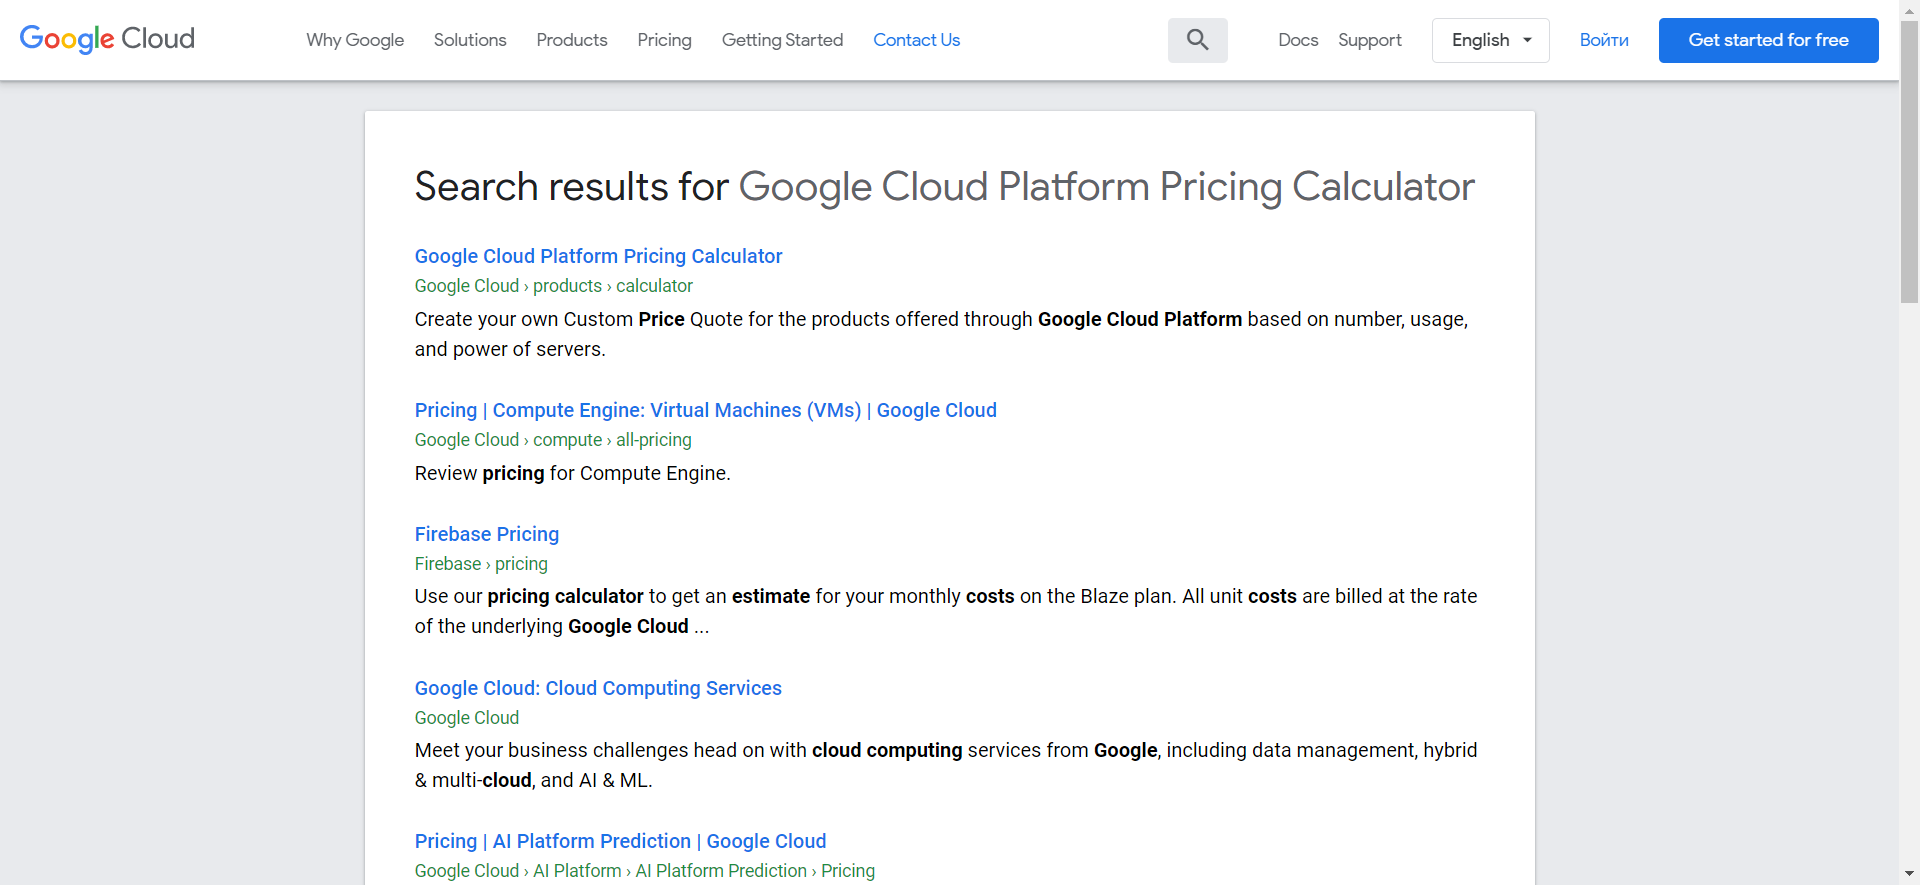 Google Cloud Why Google Solutions Products Pricing Getting Started Contact Us Docs Support English Войти Get started for free
Search results for Google Cloud Platform Pricing Calculator
Google Cloud Platform Pricing Calculator
Google Cloud › products › calculator
Create your own Custom Price Quote for the products offered through Google Cloud Platform based on number, usage,
and power of servers.
Pricing | Compute Engine: Virtual Machines (VMs) | Google Cloud
Google Cloud › compute › all-pricing
Review pricing for Compute Engine.
Firebase Pricing
Firebase › pricing
Use our pricing calculator to get an estimate for your monthly costs on the Blaze plan. All unit costs are billed at the rate
of the underlying Google Cloud ...
Google Cloud: Cloud Computing Services
Google Cloud
Meet your business challenges head on with cloud computing services from Google, including data management, hybrid
& multi-cloud, and AI & ML.
Pricing | AI Platform Prediction | Google Cloud
Google Cloud › AI Platform › AI Platform Prediction › Pricing